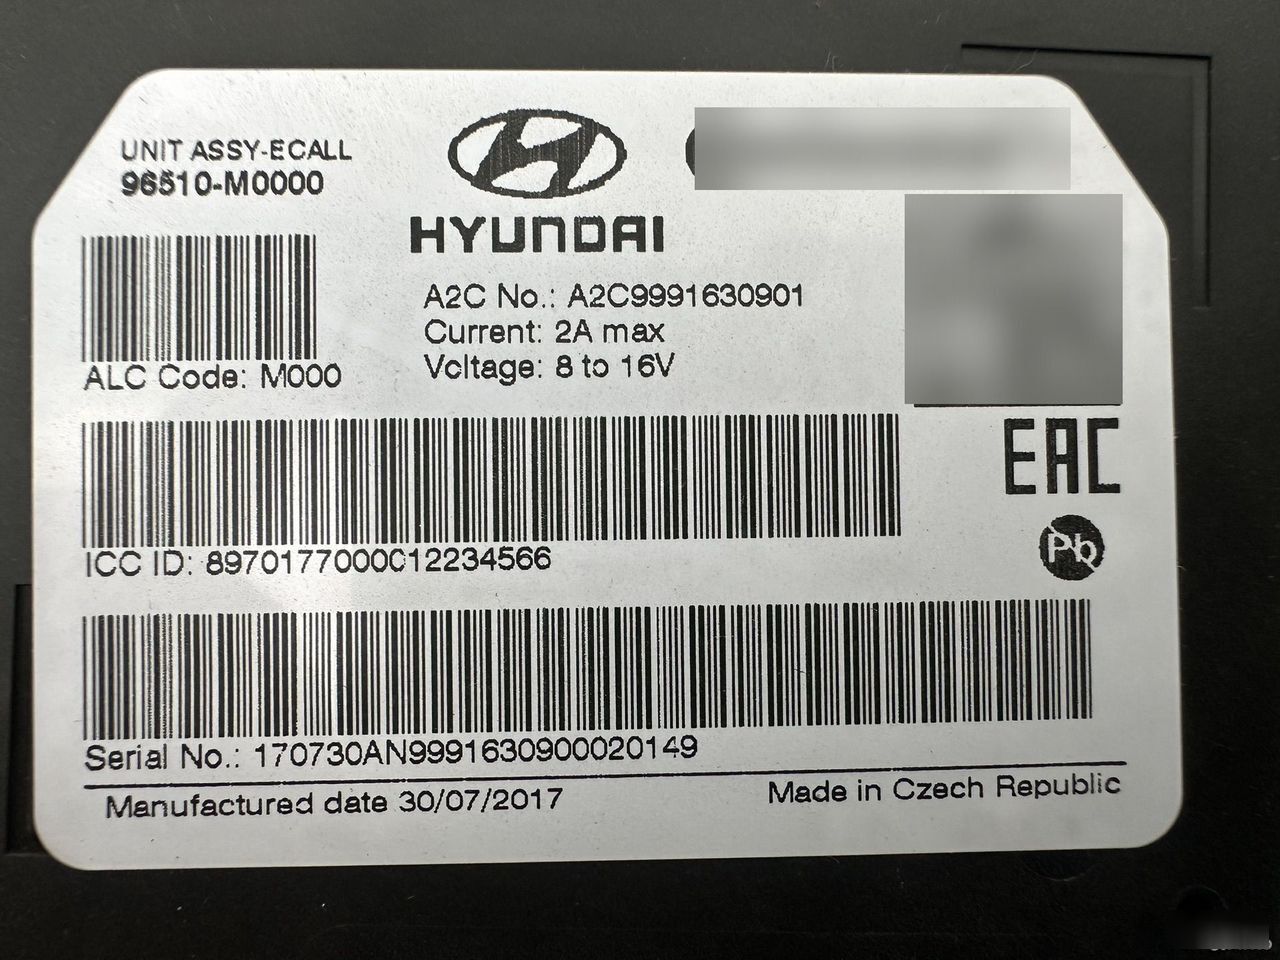 UNIT ASSY-ECALL
96510-M0000
HYUNDAI
A2C No.: A2C9991630901
Current: 2A max
Voltage: 8 to 16V
ALC Code: M000
EAC
ICC ID: 89701770000012234566
Pb
Serial No.: 170730AN9991630900020149
Manufactured date 30/07/2017
Made in Czech Republic